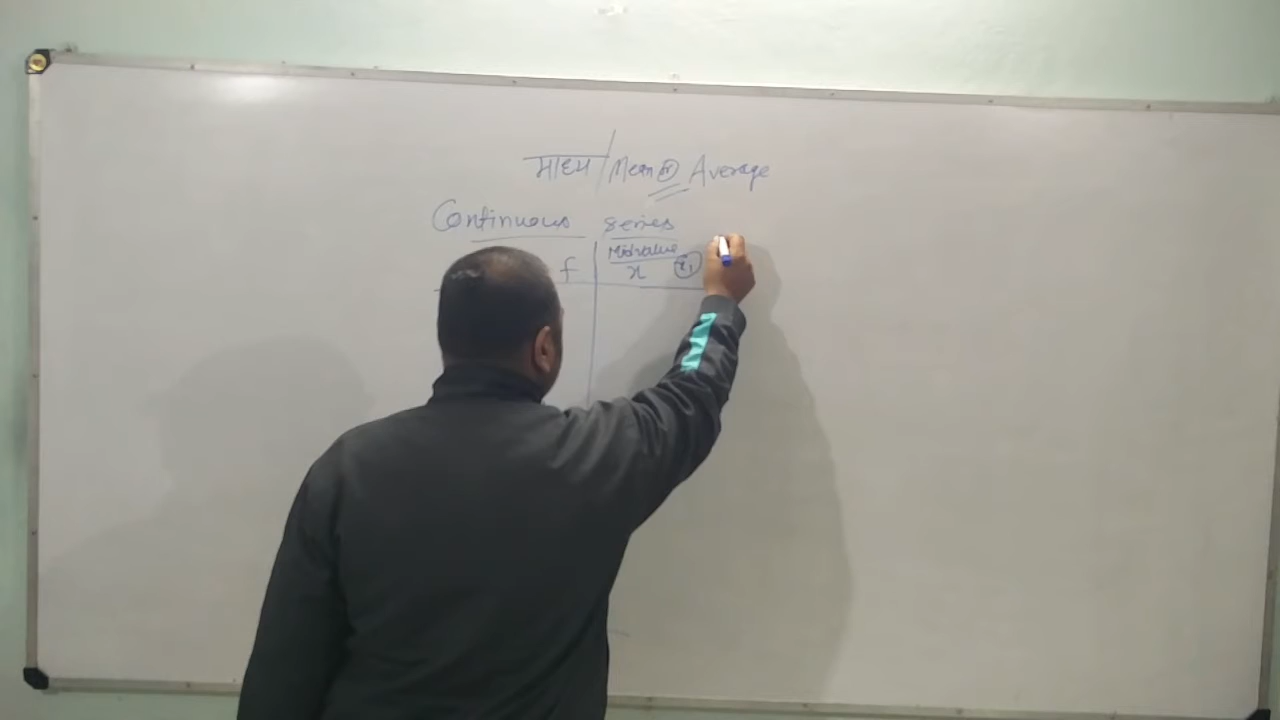 माध्य / Mean or Average
Continuous series
f Midvalue
x